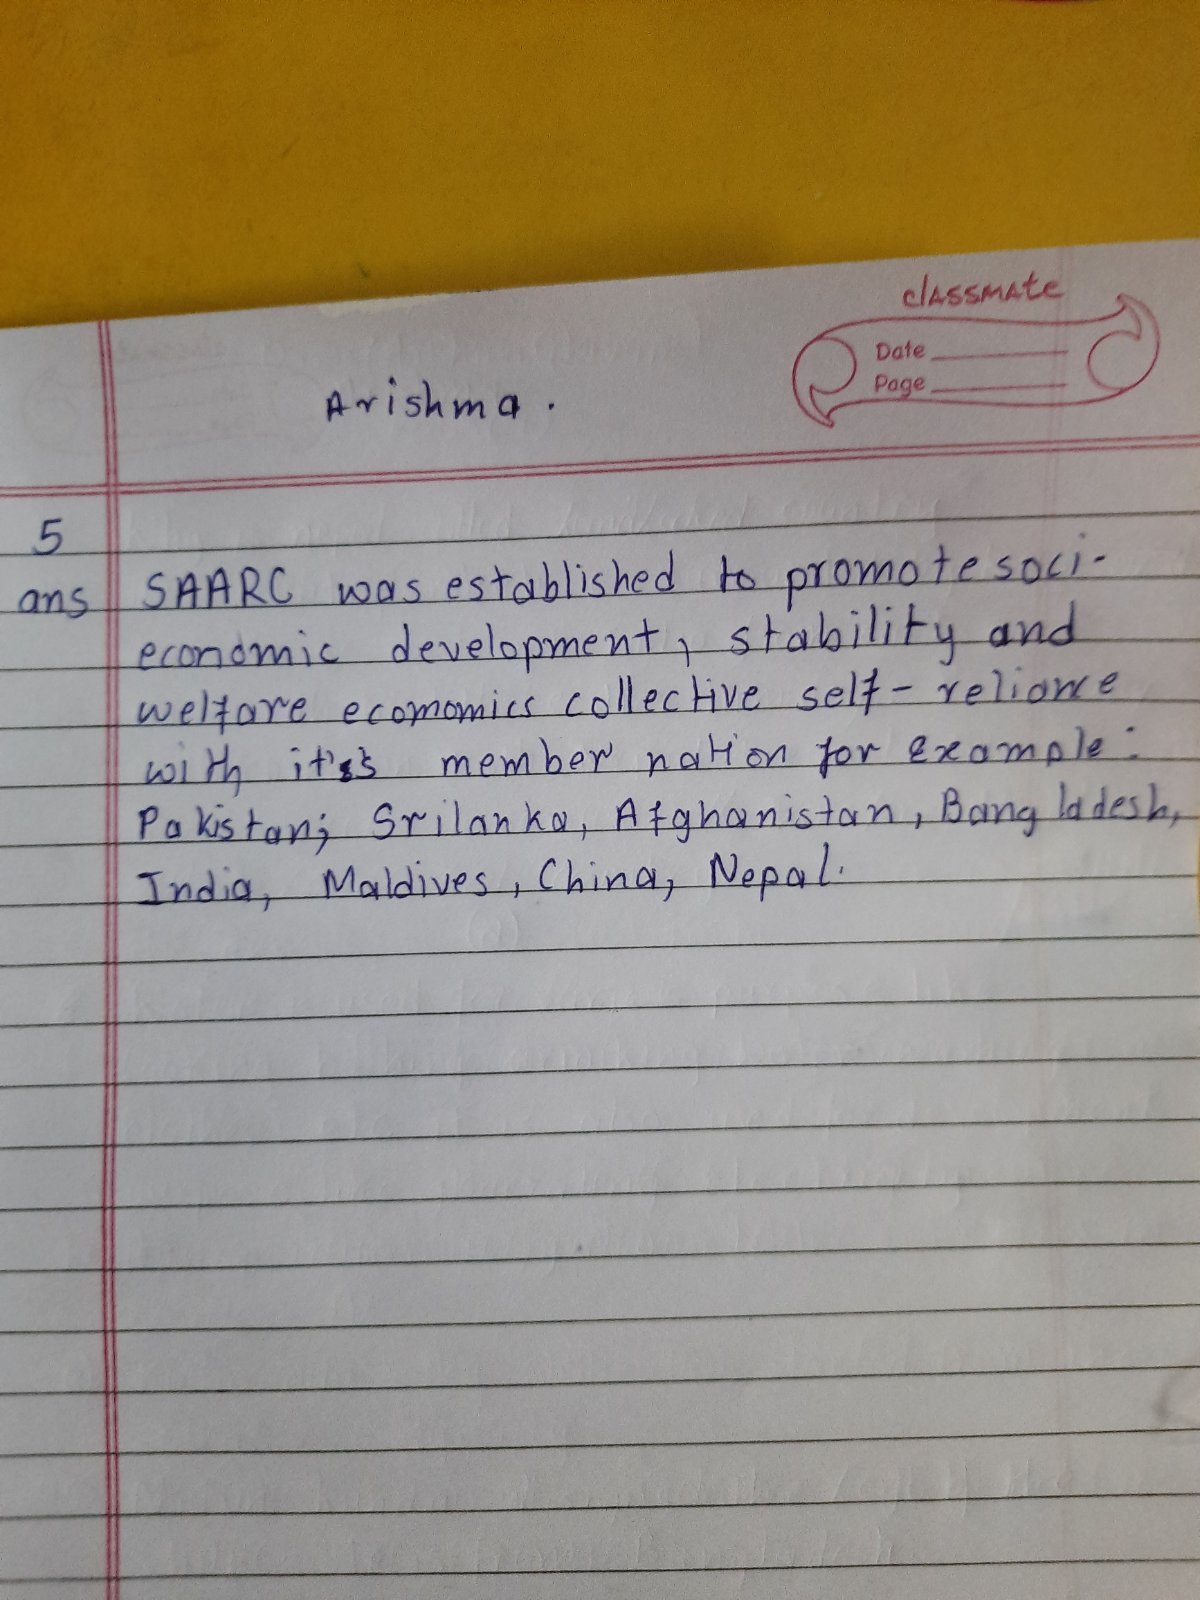 classmate
Date
Page
Arishma.
5
ans SAARC was established to promote soci-
economic development, stability and
welfare ecomomics collective self-reliance
with it's member nation for example:
Pakistan; Srilanka, Afghanistan, Bangladesh,
India, Maldives, China, Nepal.